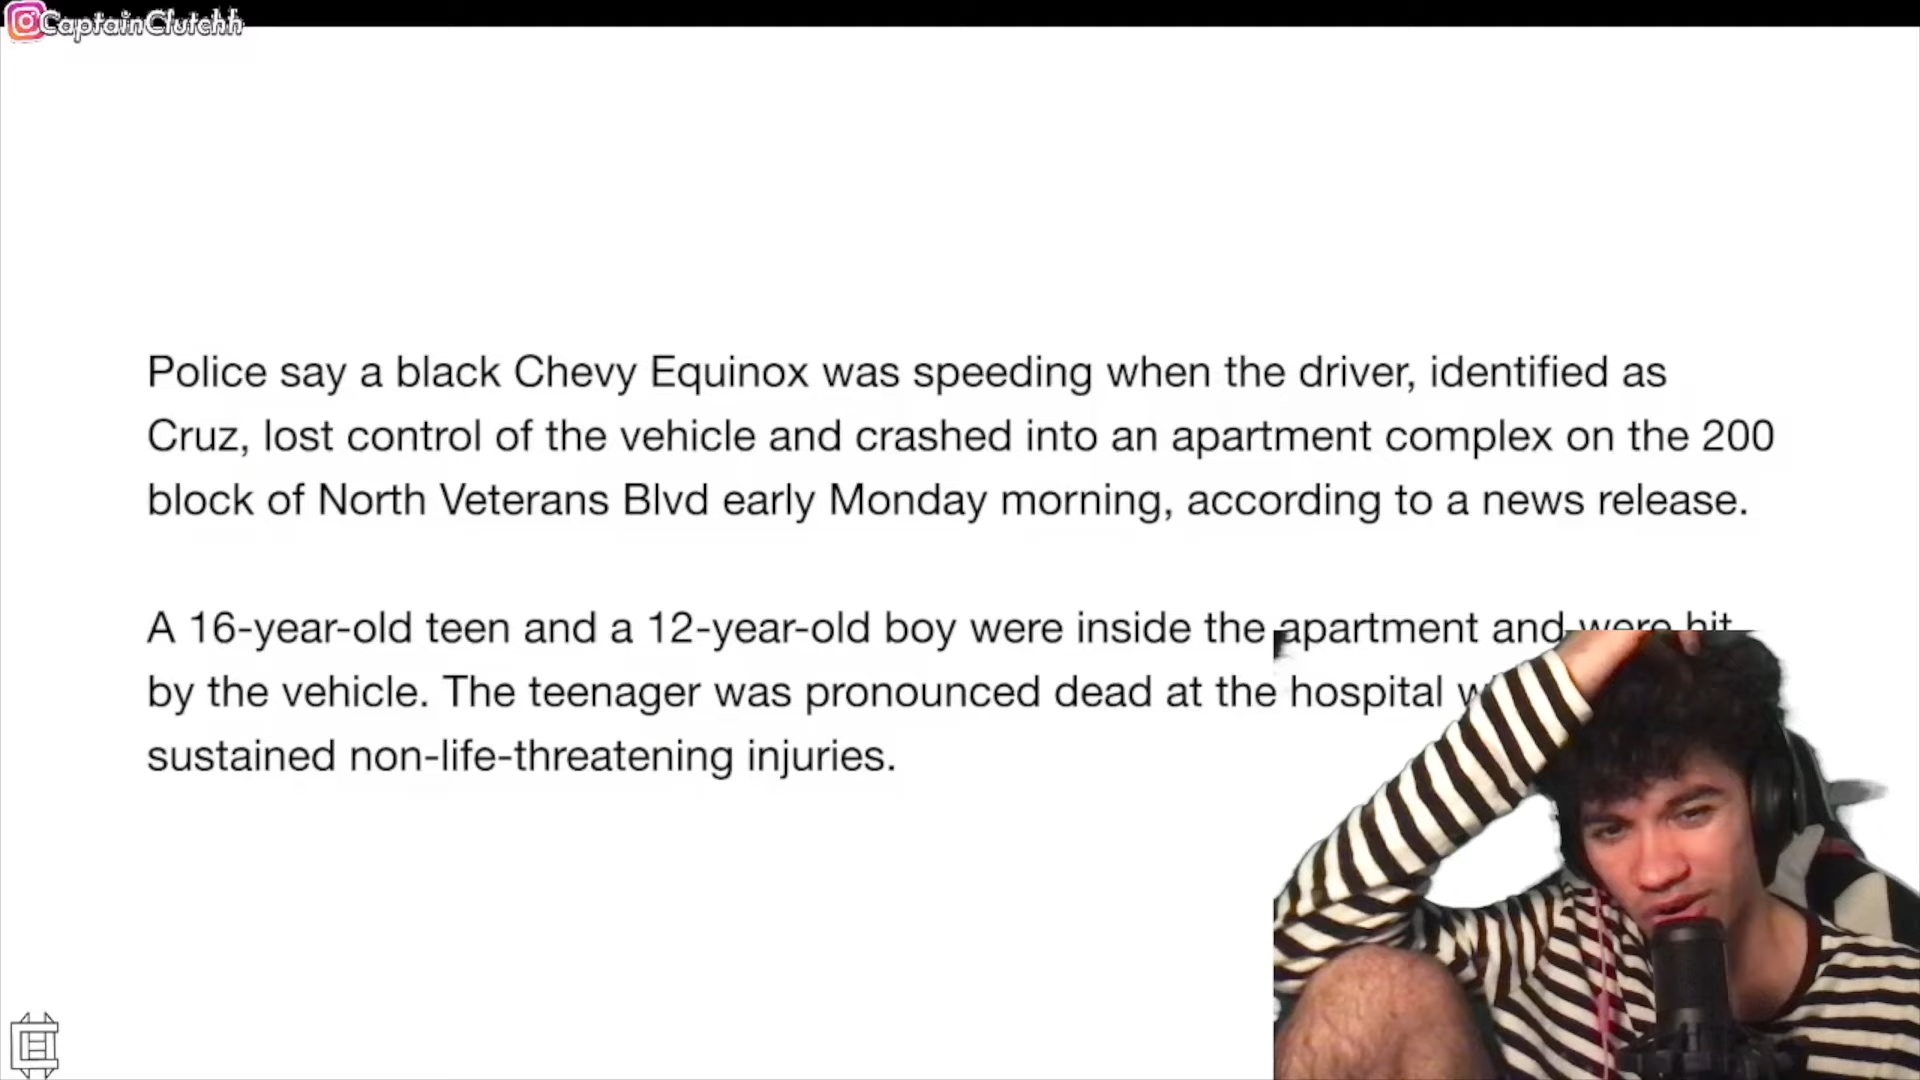 CaptainClutchh
Police say a black Chevy Equinox was speeding when the driver, identified as
Cruz, lost control of the vehicle and crashed into an apartment complex on the 200
block of North Veterans Blvd early Monday morning, according to a news release.
A 16-year-old teen and a 12-year-old boy were inside the apartment and were hit
by the vehicle. The teenager was pronounced dead at the hospital
sustained non-life-threatening injuries.